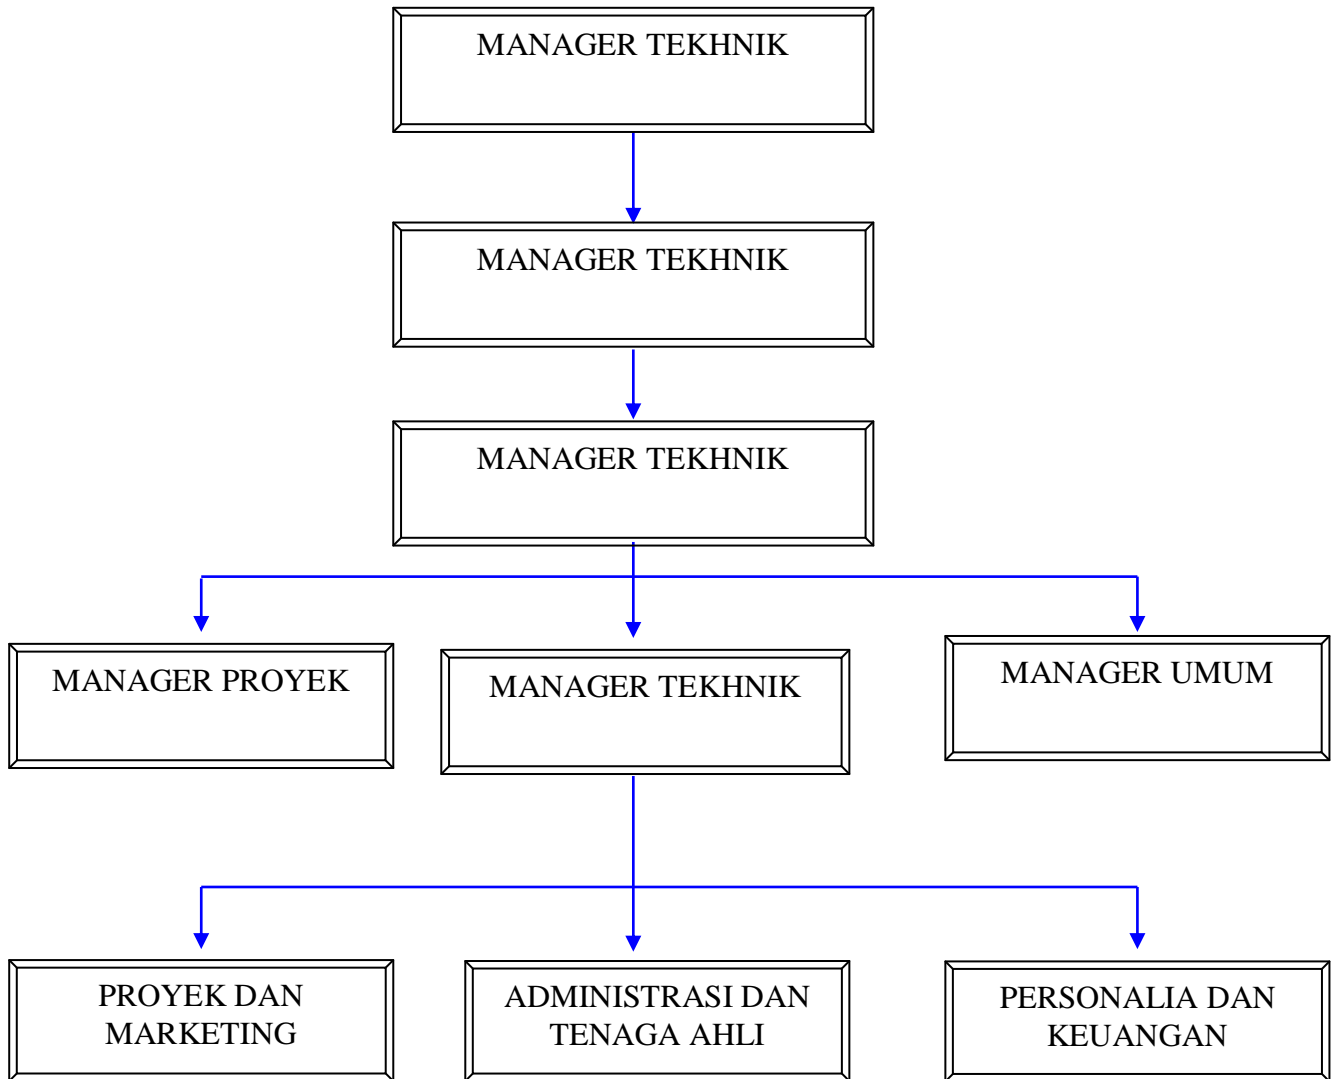 MANAGER TEKHNIK
MANAGER TEKHNIK
MANAGER TEKHNIK
MANAGER PROYEK
MANAGER TEKHNIK
MANAGER UMUM
PROYEK DAN
MARKETING
ADMINISTRASI DAN
TENAGA AHLI
PERSONALIA DAN
KEUANGAN